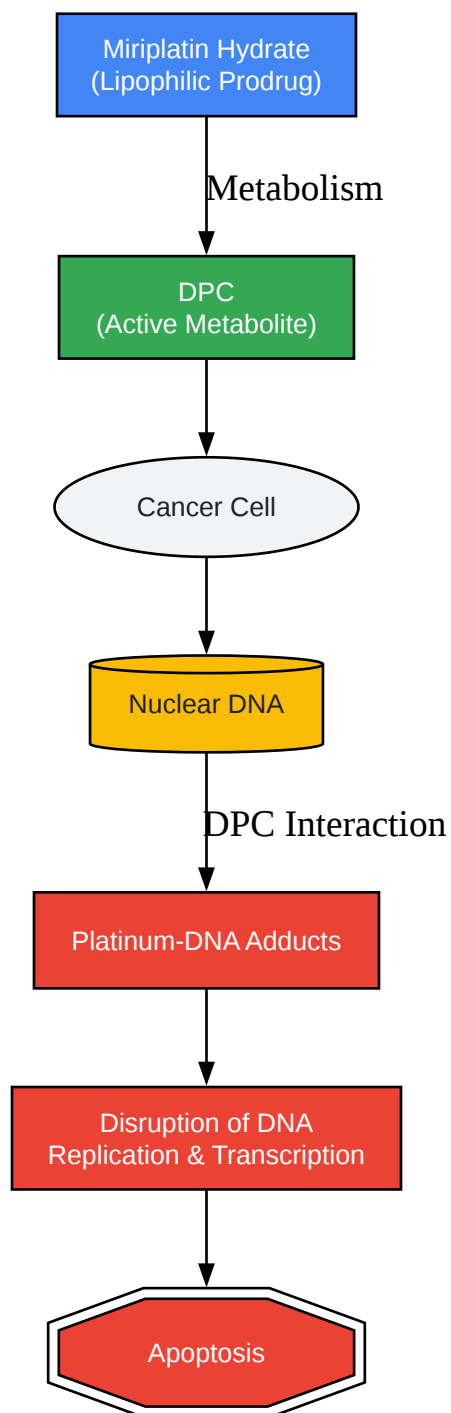 Miriplatin Hydrate
(Lipophilic Prodrug)
Metabolism
DPC
(Active Metabolite)
Cancer Cell
Nuclear DNA
DPC Interaction
Platinum-DNA Adducts
Disruption of DNA
Replication & Transcription
Apoptosis